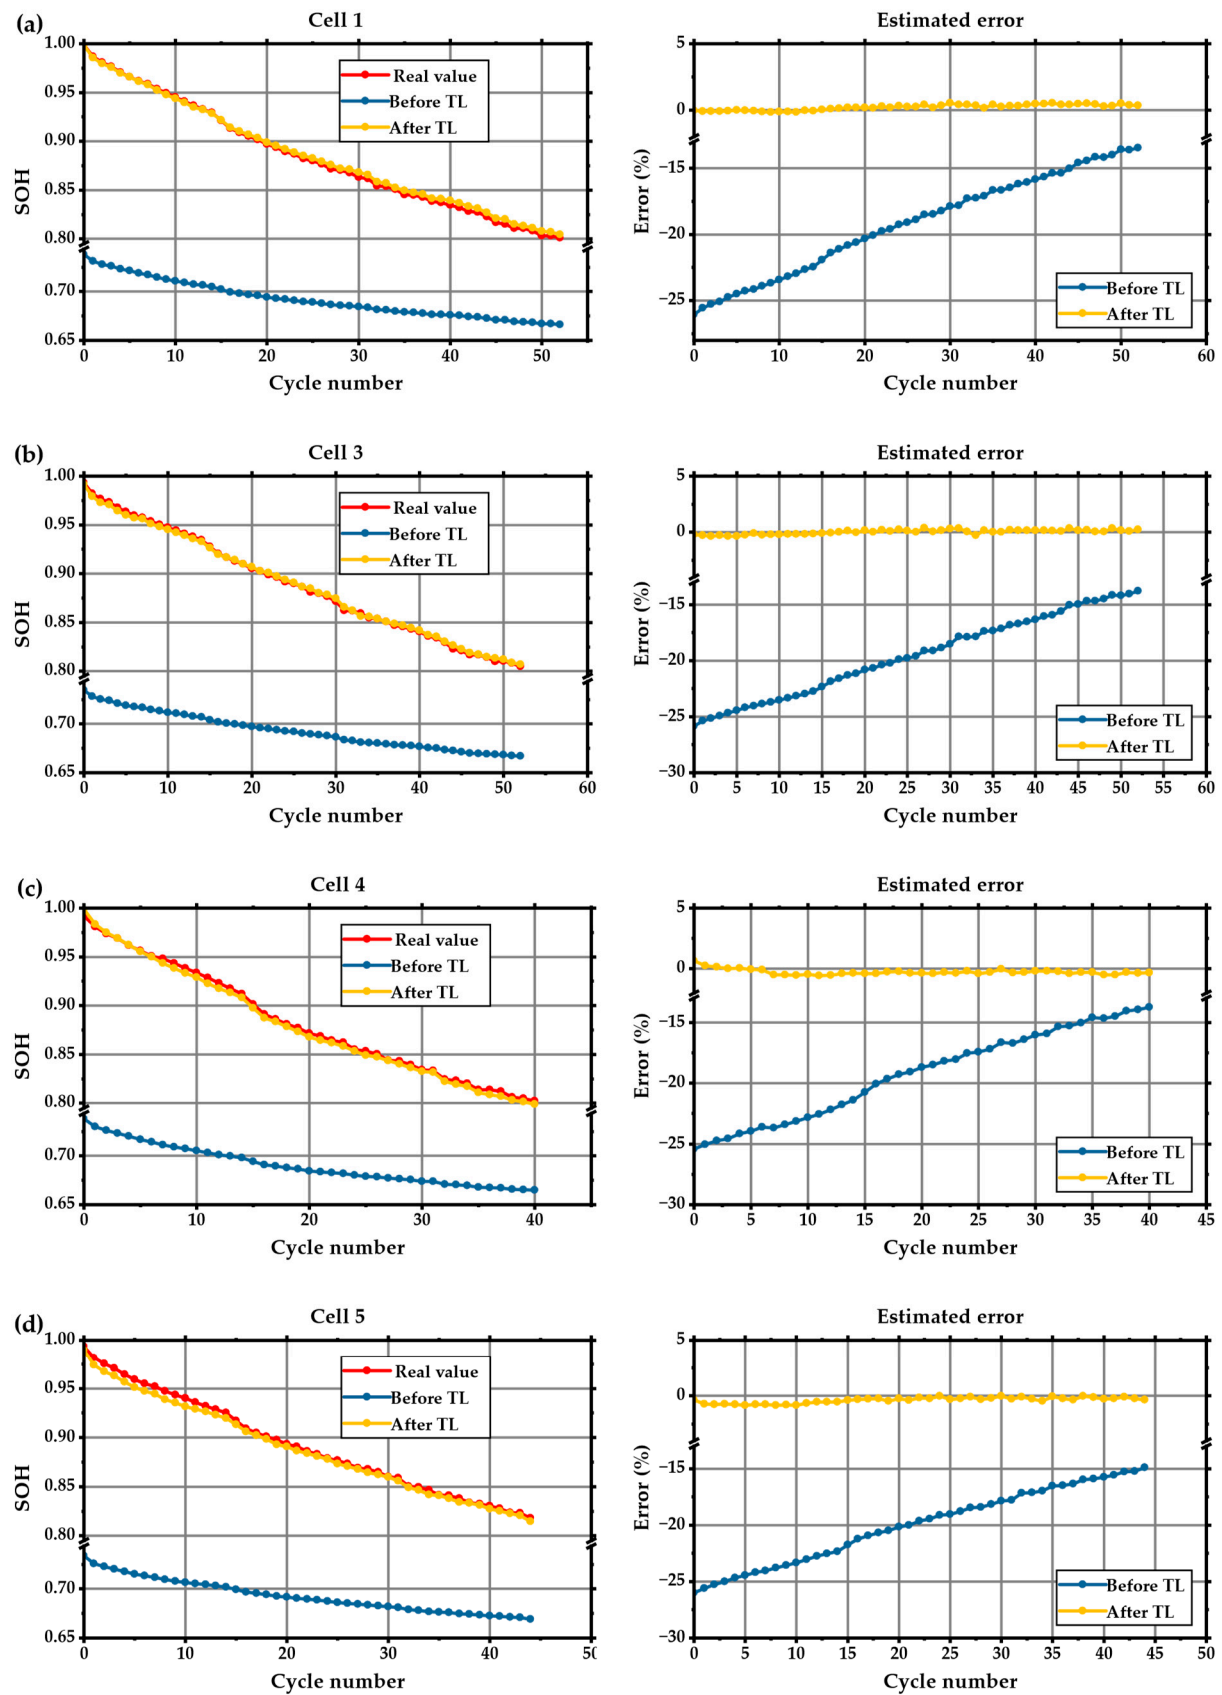 (a)
Cell 1
Estimated error
1.00
0.95
0.90
0.85
0.80
0.70
0.65
SOH
Real value
Before TL
After TL
0 10 20 30 40 50
Cycle number
5
0
−15
−20
−25
Error (%)
Before TL
After TL
0 10 20 30 40 50 60
Cycle number
(b)
Cell 3
Estimated error
1.00
0.95
0.90
0.85
0.80
0.70
0.65
SOH
Real value
Before TL
After TL
0 10 20 30 40 50 60
Cycle number
5
0
−15
−20
−25
−30
Error (%)
Before TL
After TL
0 5 10 15 20 25 30 35 40 45 50 55 60
Cycle number
(c)
Cell 4
Estimated error
1.00
0.95
0.90
0.85
0.80
0.70
0.65
SOH
Real value
Before TL
After TL
0 10 20 30 40
Cycle number
5
0
−15
−20
−25
−30
Error (%)
Before TL
After TL
0 5 10 15 20 25 30 35 40 45
Cycle number
(d)
Cell 5
Estimated error
1.00
0.95
0.90
0.85
0.80
0.70
0.65
SOH
Real value
Before TL
After TL
0 10 20 30 40 50
Cycle number
5
0
−15
−20
−25
−30
Error (%)
Before TL
After TL
0 5 10 15 20 25 30 35 40 45 50
Cycle number